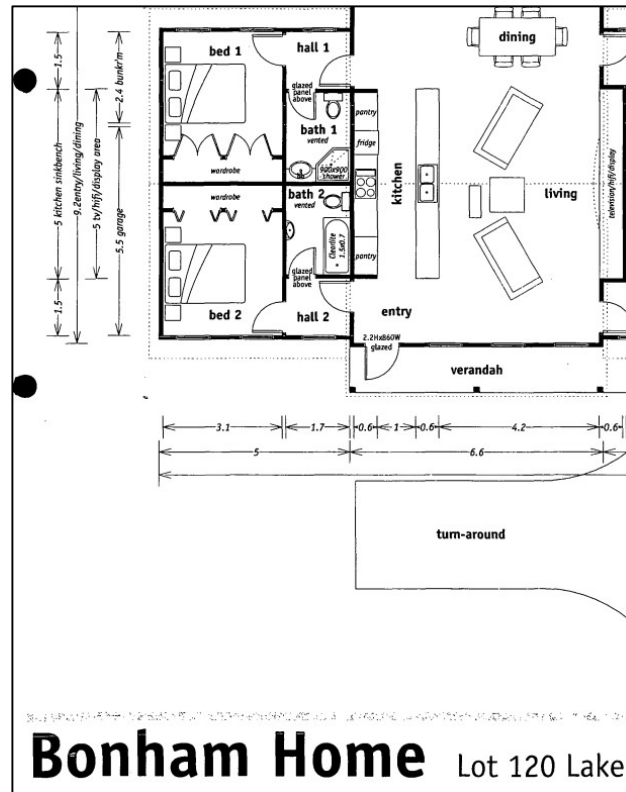 dining
bed 1
hall 1
1.5
2.4 bunkr'm
glazed
panel
above
pantry
bath 1
vented
fridge
900x900
shower
wardrobe
5 kitchen sinkbench
9.2entry/living/dining
5 tv/hifi/display area
5.5 garage
kitchen
living
television/hifi/display
wardrobe
bath 2
vented
Clearlite
1.5x0.7
pantry
glazed
panel
above
1.5
bed 2
hall 2
entry
2.2Hx860W
glazed
verandah
3.1
1.7
0.6
1
0.6
4.2
0.6
5
6.6
turn-around
Bonham Home Lot 120 Lake